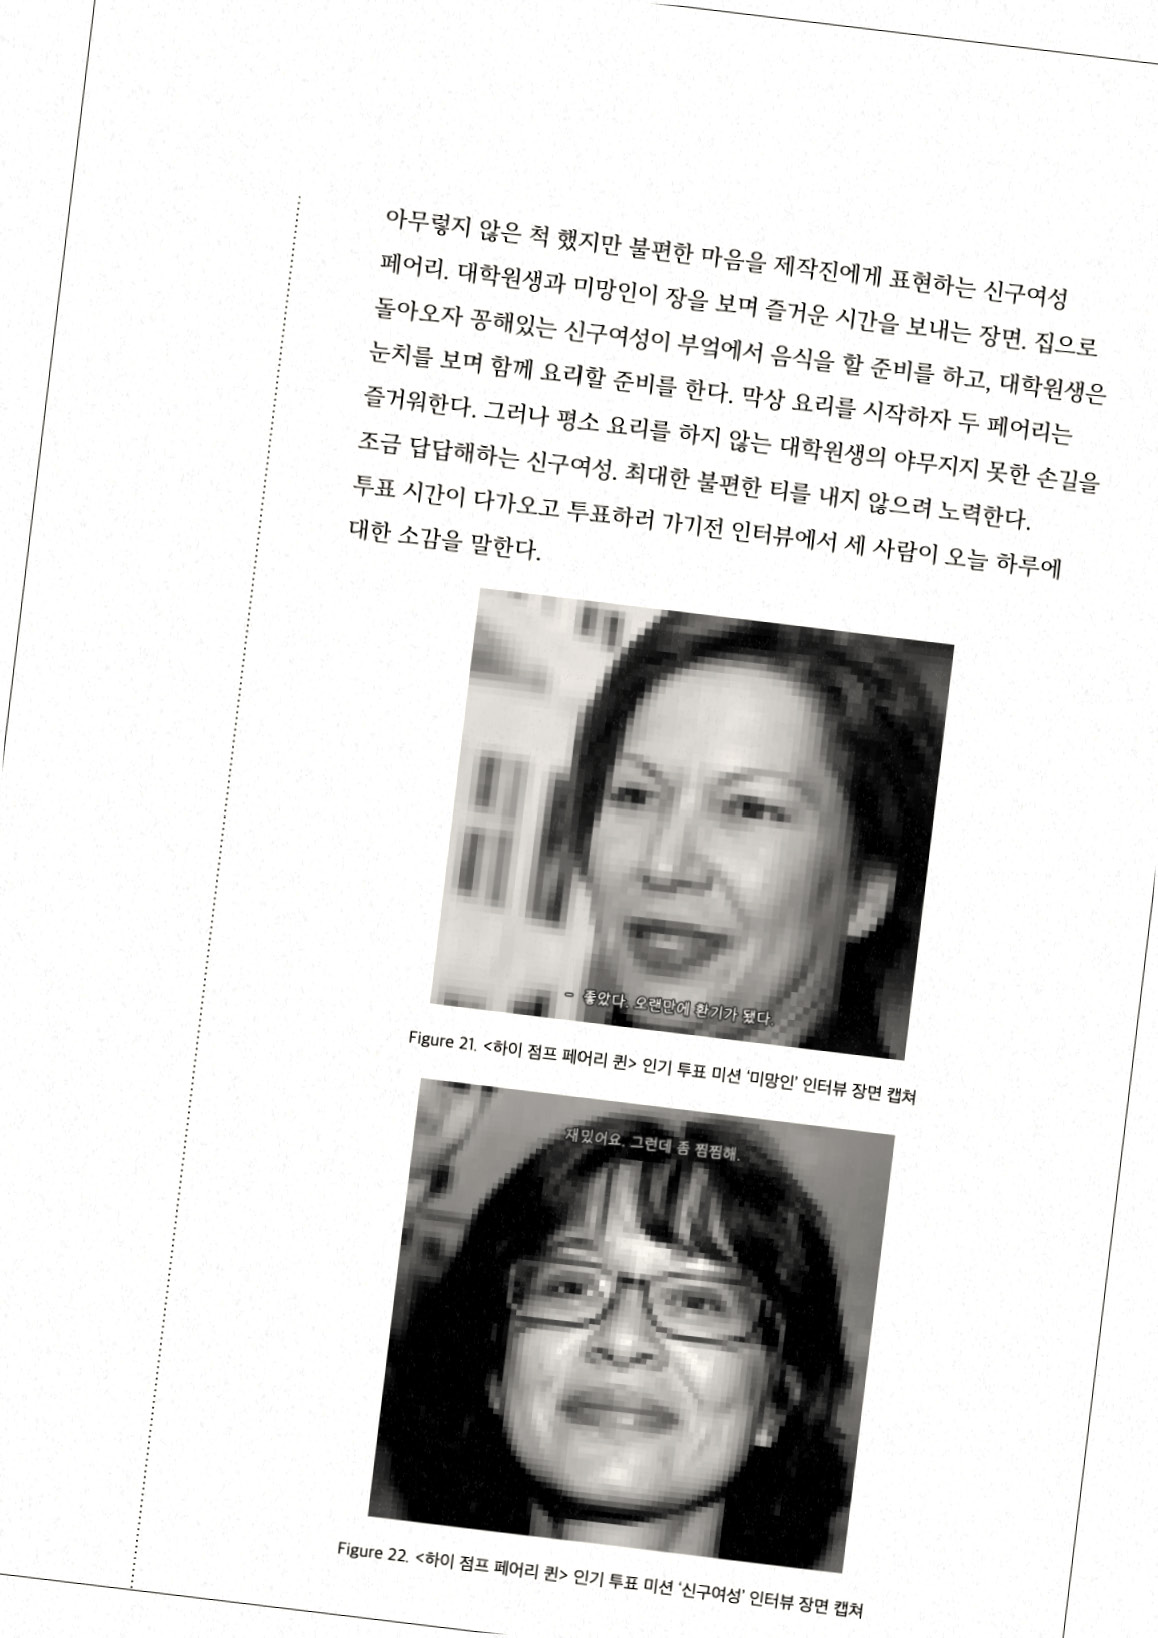 아무렇지 않은 척 했지만 불편한 마음을 제작진에게 표현하는 신구여성
페어리. 대학원생과 미망인이 장을 보며 즐거운 시간을 보내는 장면. 집으로
돌아오자 꽁해있는 신구여성이 부엌에서 음식을 할 준비를 하고, 대학원생은
눈치를 보며 함께 요리할 준비를 한다. 막상 요리를 시작하자 두 페어리는
즐거워한다. 그러나 평소 요리를 하지 않는 대학원생의 야무지지 못한 손길을
조금 답답해하는 신구여성. 최대한 불편한 티를 내지 않으려 노력한다.
투표 시간이 다가오고 투표하러 가기전 인터뷰에서 세 사람이 오늘 하루에
대한 소감을 말한다.
- 좋았다. 오랜만에 환기가 됐다.
Figure 21. <하이 점프 페어리 퀸> 인기 투표 미션 ‘미망인’ 인터뷰 장면 캡쳐
재밌어요. 그런데 좀 찜찜해.
Figure 22. <하이 점프 페어리 퀸> 인기 투표 미션 ‘신구여성’ 인터뷰 장면 캡쳐